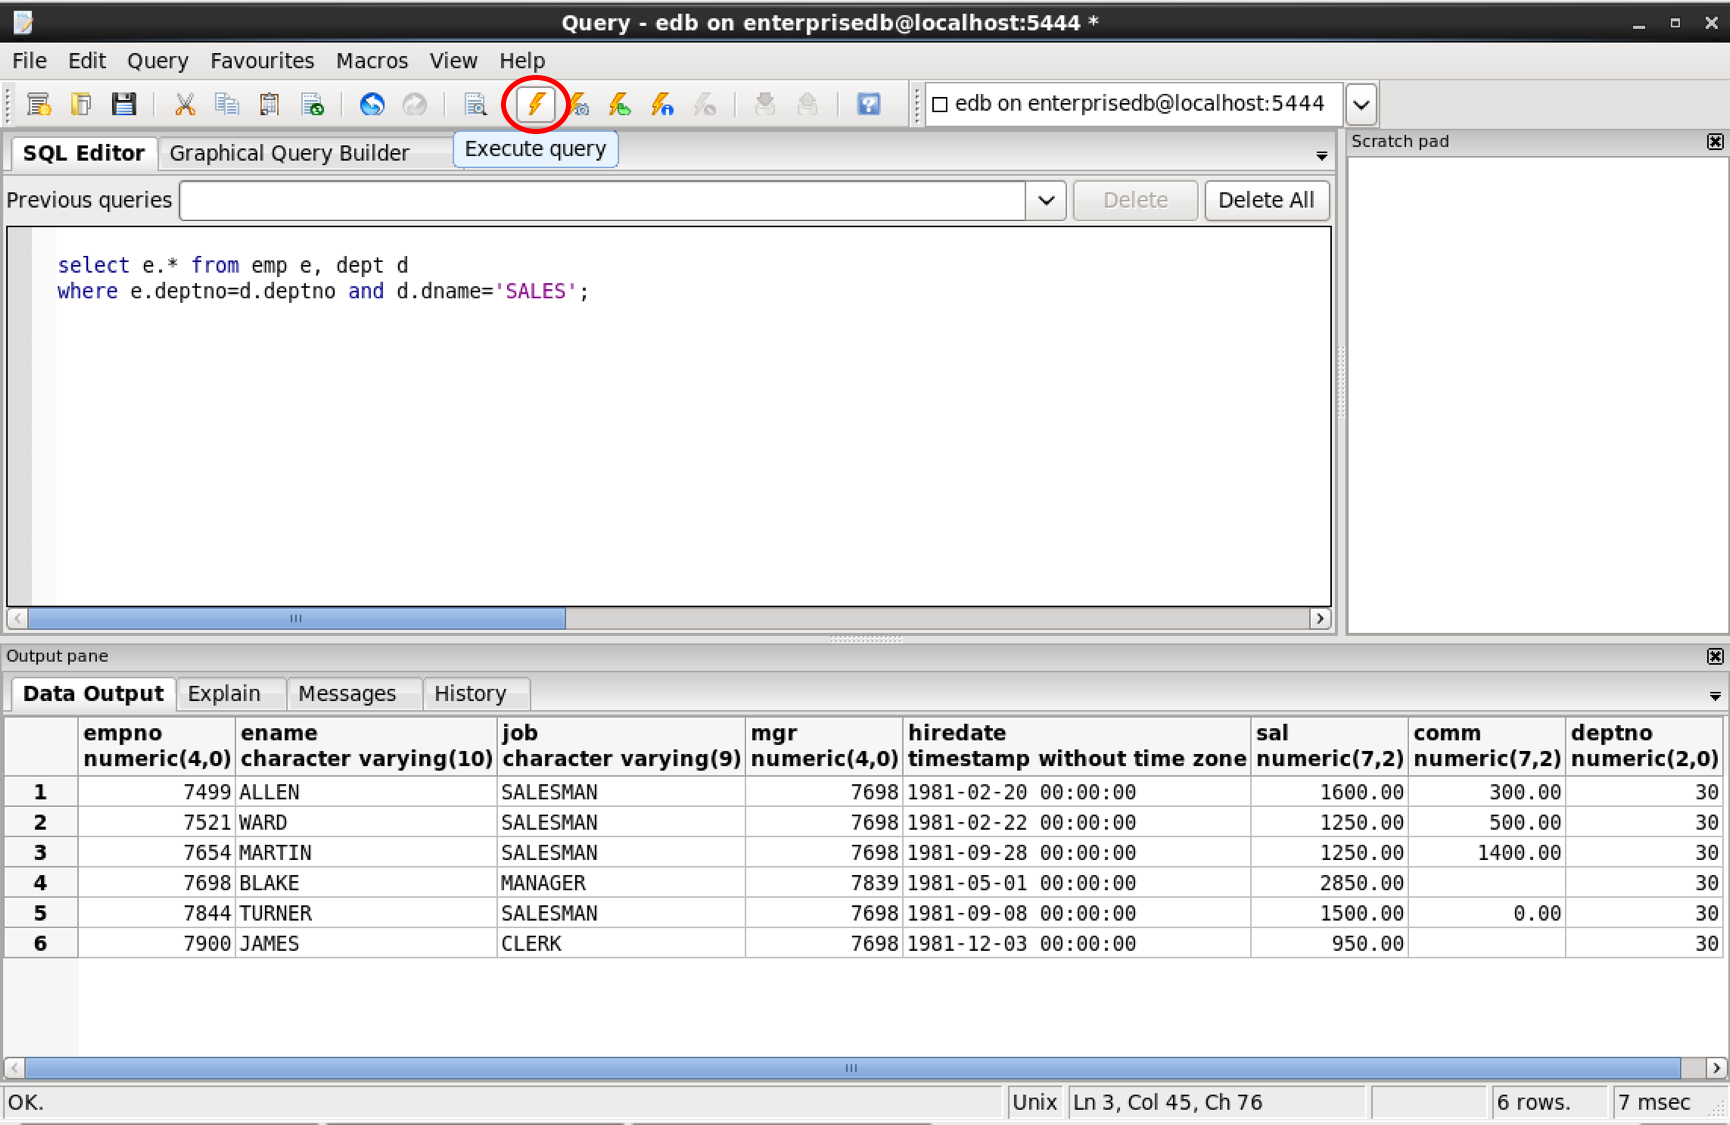 Query - edb on enterprisedb@localhost:5444 *
File Edit Query Favourites Macros View Help
edb on enterprisedb@localhost:5444
Execute query
SQL Editor Graphical Query Builder
Scratch pad
Previous queries Delete Delete All
select e.* from emp e, dept d
where e.deptno=d.deptno and d.dname='SALES';
Output pane
Data Output Explain Messages History
empno ename job mgr hiredate sal comm deptno
numeric(4,0) character varying(10) character varying(9) numeric(4,0) timestamp without time zone numeric(7,2) numeric(7,2) numeric(2,0)
1 7499 ALLEN SALESMAN 7698 1981-02-20 00:00:00 1600.00 300.00 30
2 7521 WARD SALESMAN 7698 1981-02-22 00:00:00 1250.00 500.00 30
3 7654 MARTIN SALESMAN 7698 1981-09-28 00:00:00 1250.00 1400.00 30
4 7698 BLAKE MANAGER 7839 1981-05-01 00:00:00 2850.00 30
5 7844 TURNER SALESMAN 7698 1981-09-08 00:00:00 1500.00 0.00 30
6 7900 JAMES CLERK 7698 1981-12-03 00:00:00 950.00 30
OK. Unix Ln 3, Col 45, Ch 76 6 rows. 7 msec